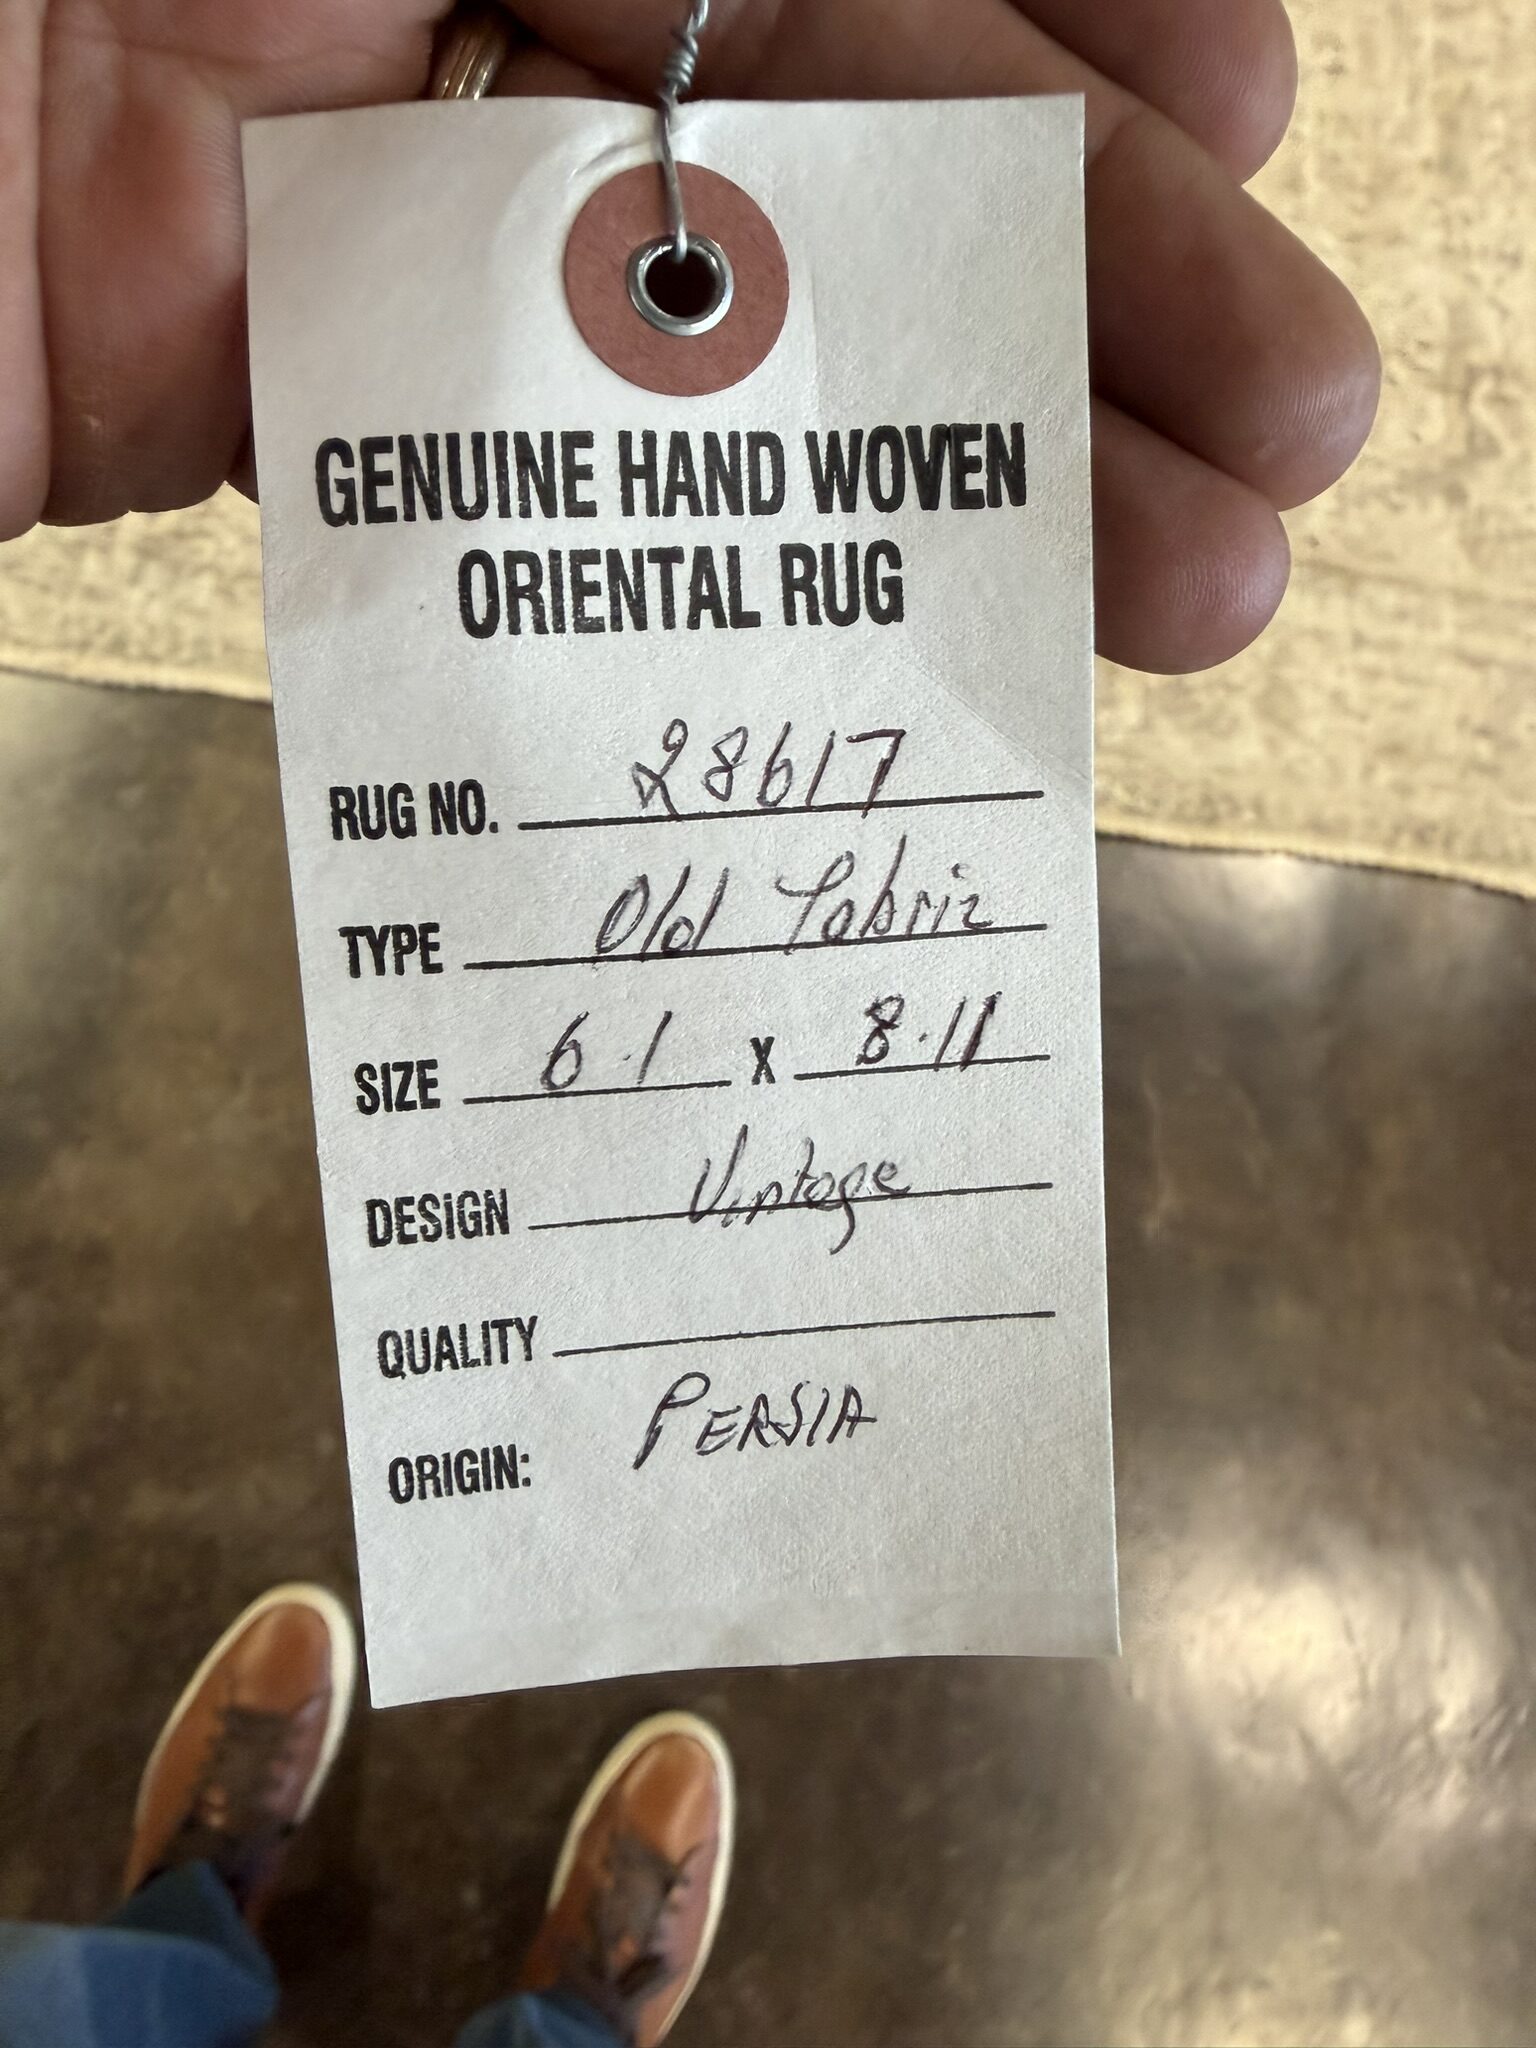 GENUINE HAND WOVEN
ORIENTAL RUG
RUG NO. 28617
TYPE Old Tabriz
SIZE 6.1 X 8.11
DESIGN Vintage
QUALITY
ORIGIN: PERSIA